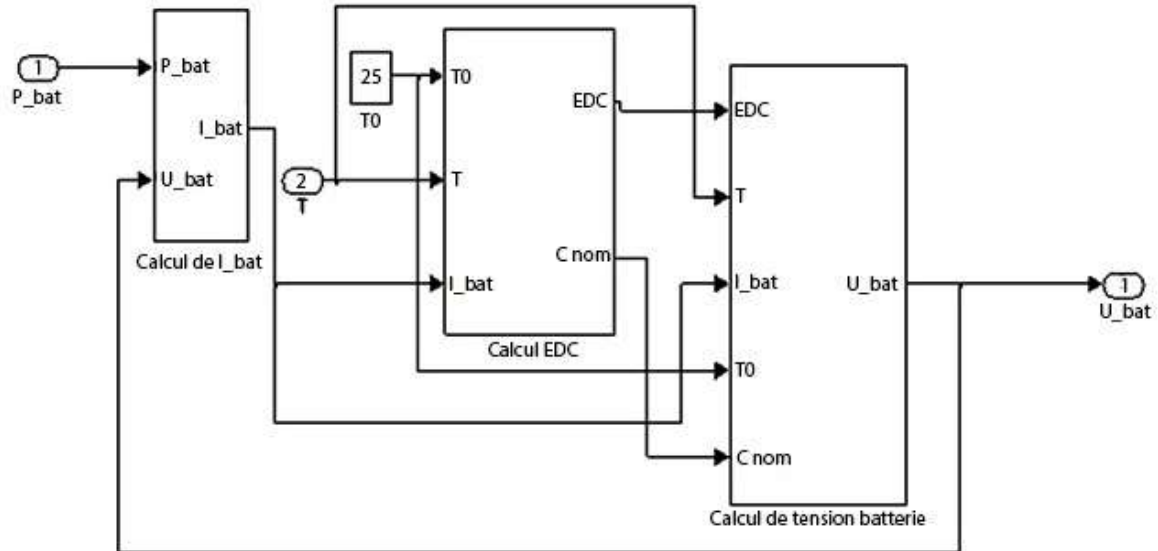 1
P_bat
P_bat
I_bat
U_bat
Calcul de I_bat
25
T0
2
T
T0
T
I_bat
EDC
C nom
Calcul EDC
EDC
T
I_bat
T0
C nom
U_bat
Calcul de tension batterie
1
U_bat